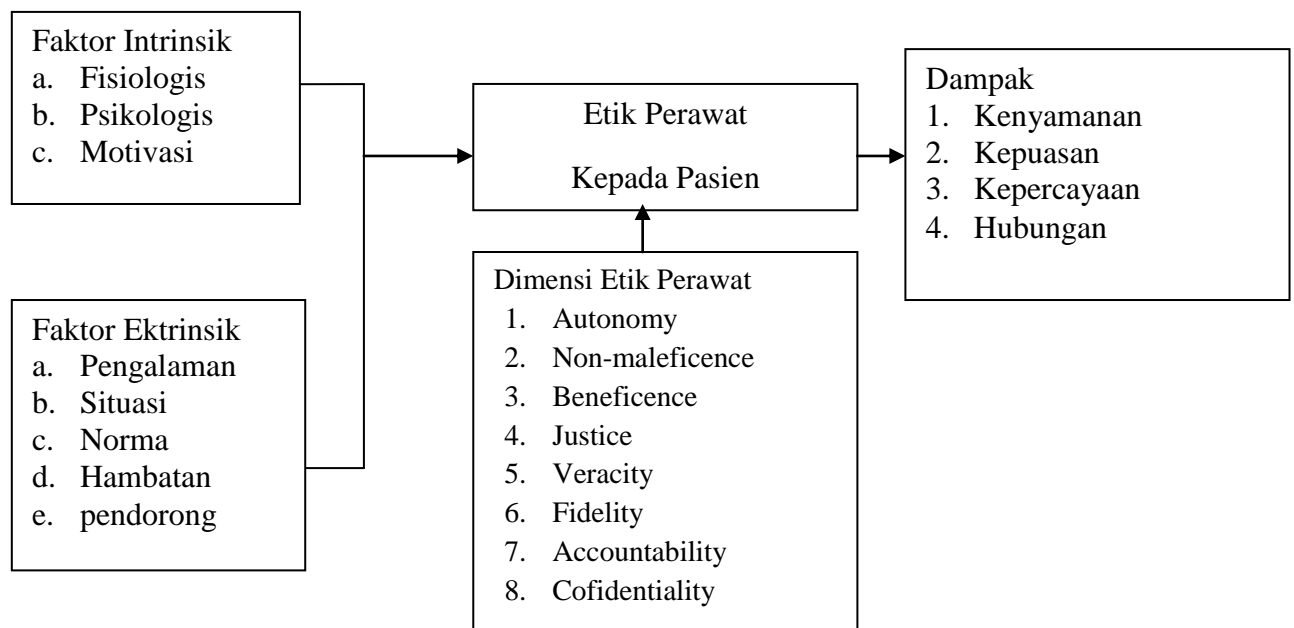 Faktor Intrinsik
a. Fisiologis
b. Psikologis
c. Motivasi
Faktor Ektrinsik
a. Pengalaman
b. Situasi
c. Norma
d. Hambatan
e. pendorong
Etik Perawat
Kepada Pasien
Dimensi Etik Perawat
1. Autonomy
2. Non-maleficence
3. Beneficence
4. Justice
5. Veracity
6. Fidelity
7. Accountability
8. Cofidentiality
Dampak
1. Kenyamanan
2. Kepuasan
3. Kepercayaan
4. Hubungan